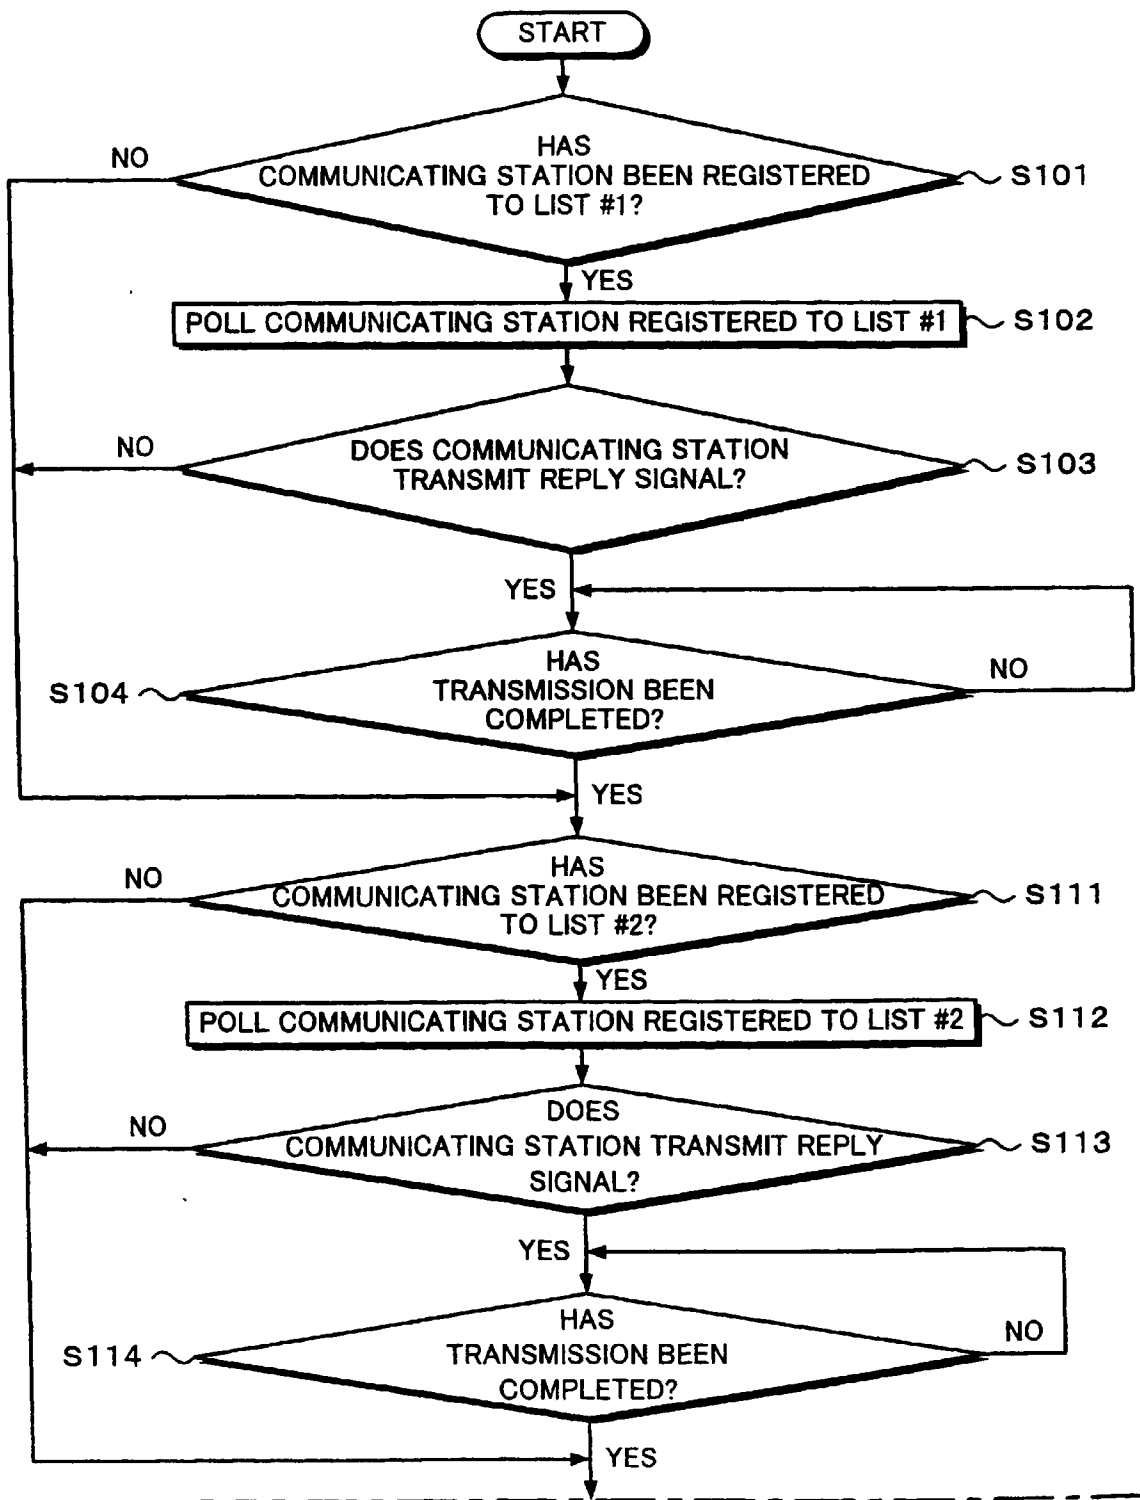 START
HAS
NO
COMMUNICATING STATION BEEN REGISTERED
S101
TO LIST #1?
YES
POLL COMMUNICATING STATION REGISTERED TO LIST #1
S102
NO
DOES COMMUNICATING STATION
TRANSMIT REPLY SIGNAL?
S103
YES
HAS
TRANSMISSION BEEN
COMPLETED?
NO
S104
YES
HAS
NO
COMMUNICATING STATION BEEN REGISTERED
S111
TO LIST #2?
YES
POLL COMMUNICATING STATION REGISTERED TO LIST #2
S112
DOES
NO
COMMUNICATING STATION TRANSMIT REPLY
S113
SIGNAL?
YES
HAS
NO
S114
TRANSMISSION BEEN
COMPLETED?
YES